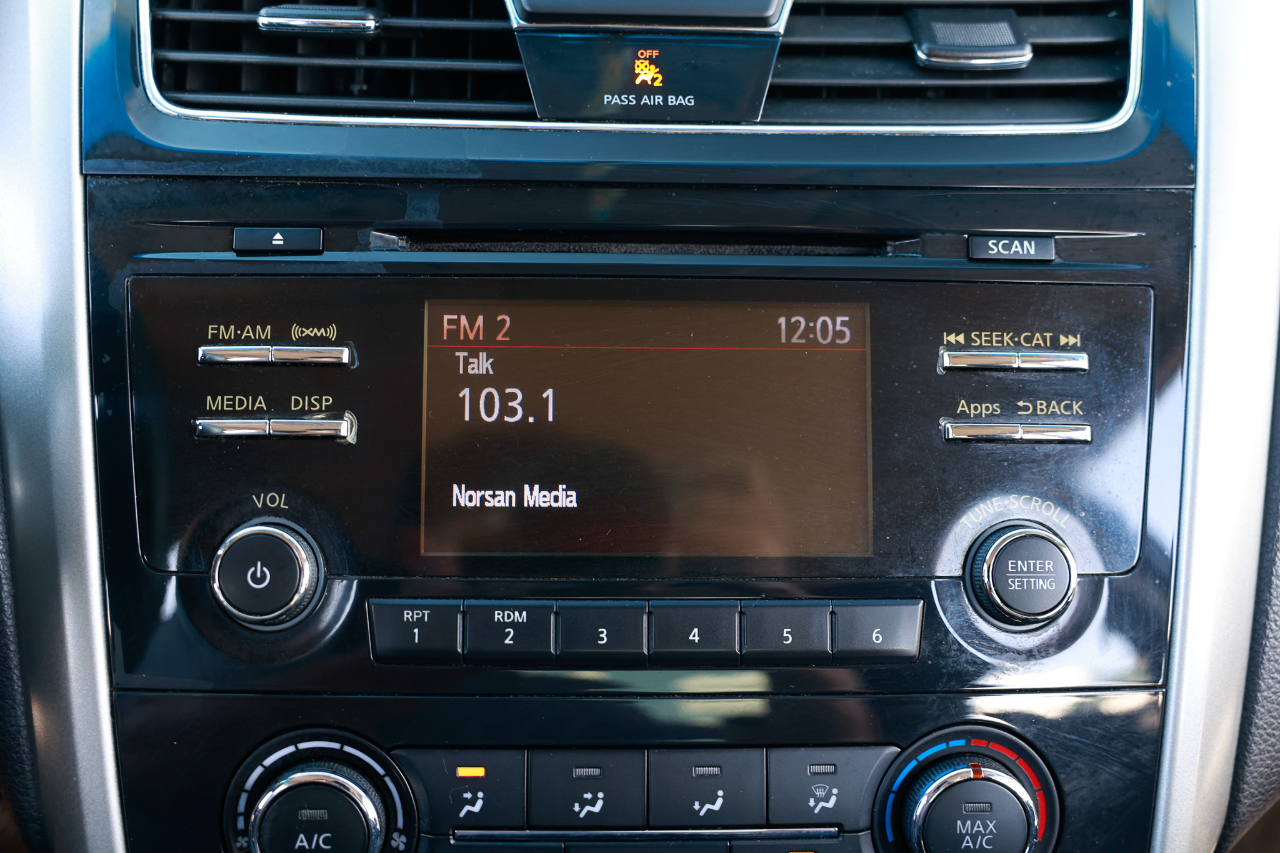 OFF
2
PASS AIR BAG
SCAN
FM·AM (((XM)))
SEEK·CAT
FM 2 12:05
Talk
103.1
Norsan Media
MEDIA DISP
Apps BACK
VOL
TUNE·SCROLL
ENTER
SETTING
RPT
1
RDM
2
3
4
5
6
A/C
MAX
A/C